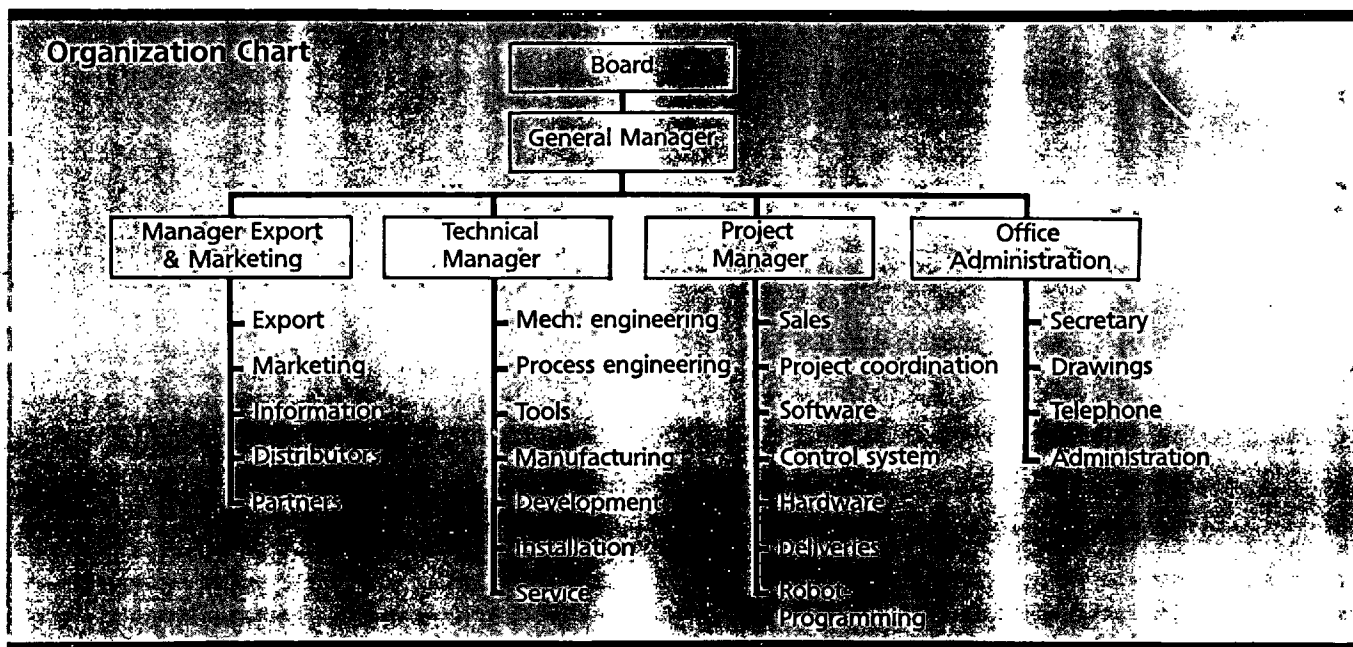 Organization Chart
Board
General Manager
Manager Export
& Marketing
Technical
Manager
Project
Manager
Office
Administration
Export
Marketing
Information
Distributors
Partners
Mech. engineering
Process engineering
Tools
Manufacturing
Development
Installation
Service
Sales
Project coordination
Software
Control system
Hardware
Deliveries
Robot
Programming
Secretary
Drawings
Telephone
Administration